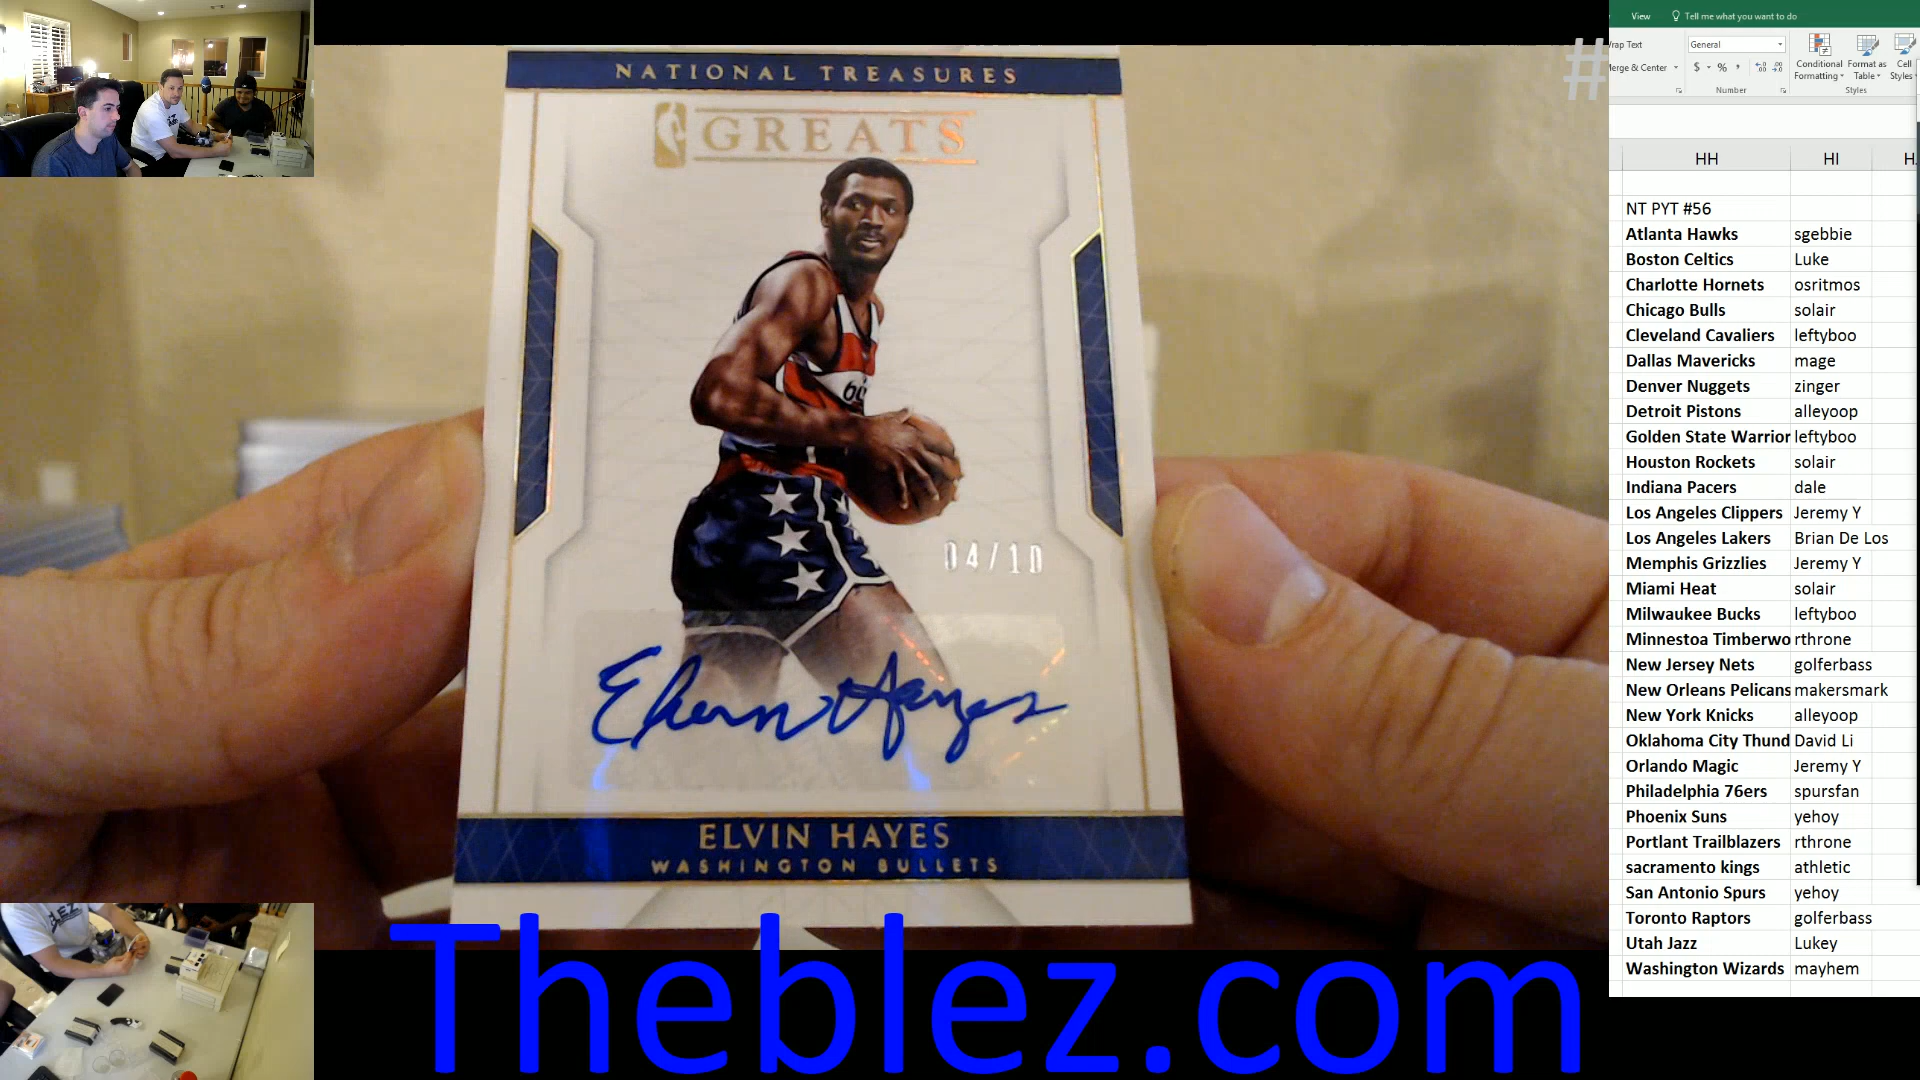 NATIONAL TREASURES
GREATS
04/10
Elvin Hayes
ELVIN HAYES
WASHINGTON BULLETS
Theblez.com
#
View
Tell me what you want to do
rap Text
General
Merge & Center
$ % ,
Conditional Formatting
Format as Table
Cell Styles
Number
Styles
HH HI H
NT PYT #56
Atlanta Hawks sgebbie
Boston Celtics Luke
Charlotte Hornets osritmos
Chicago Bulls solair
Cleveland Cavaliers leftyboo
Dallas Mavericks mage
Denver Nuggets zinger
Detroit Pistons alleyoop
Golden State Warrior leftyboo
Houston Rockets solair
Indiana Pacers dale
Los Angeles Clippers Jeremy Y
Los Angeles Lakers Brian De Los
Memphis Grizzlies Jeremy Y
Miami Heat solair
Milwaukee Bucks leftyboo
Minnestoa Timberwo rthrone
New Jersey Nets golferbass
New Orleans Pelicans makersmark
New York Knicks alleyoop
Oklahoma City Thund David Li
Orlando Magic Jeremy Y
Philadelphia 76ers spursfan
Phoenix Suns yehoy
Portlant Trailblazers rthrone
sacramento kings athletic
San Antonio Spurs yehoy
Toronto Raptors golferbass
Utah Jazz Lukey
Washington Wizards mayhem